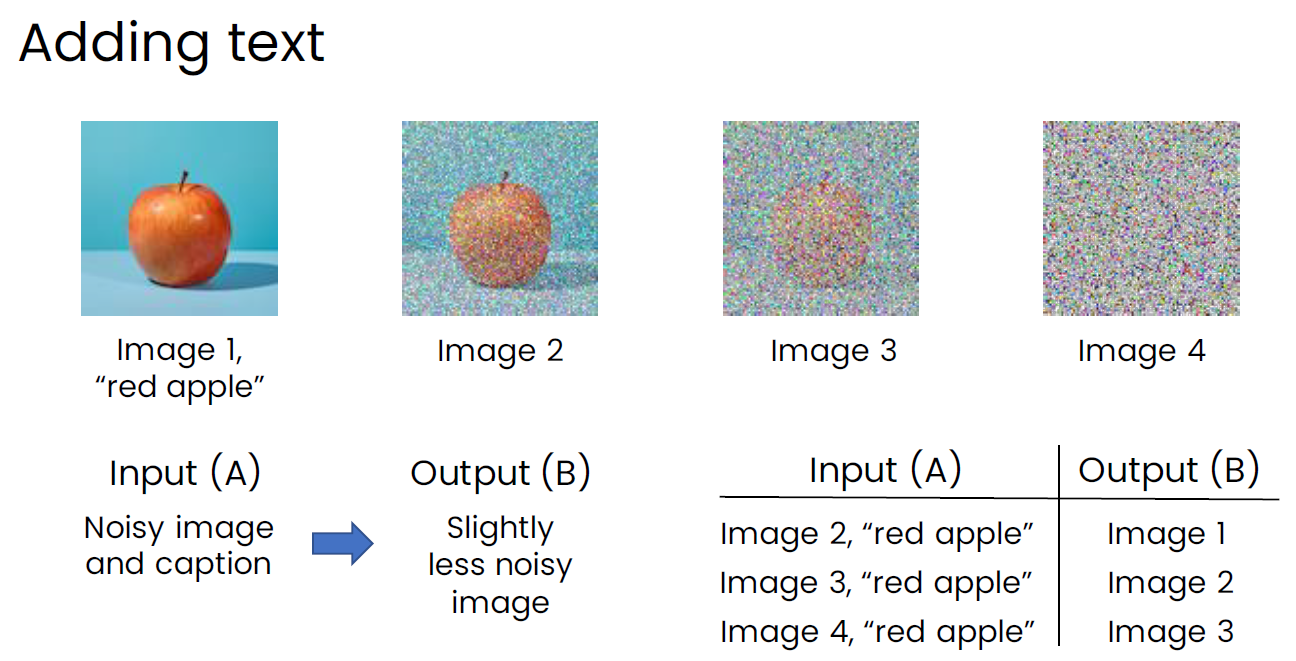 Adding text
Image 1,
“red apple”
Image 2
Image 3
Image 4
Input (A)
Output (B)
Noisy image
and caption
Slightly
less noisy
image
Input (A)
Output (B)
Image 2, “red apple”
Image 1
Image 3, “red apple”
Image 2
Image 4, “red apple”
Image 3